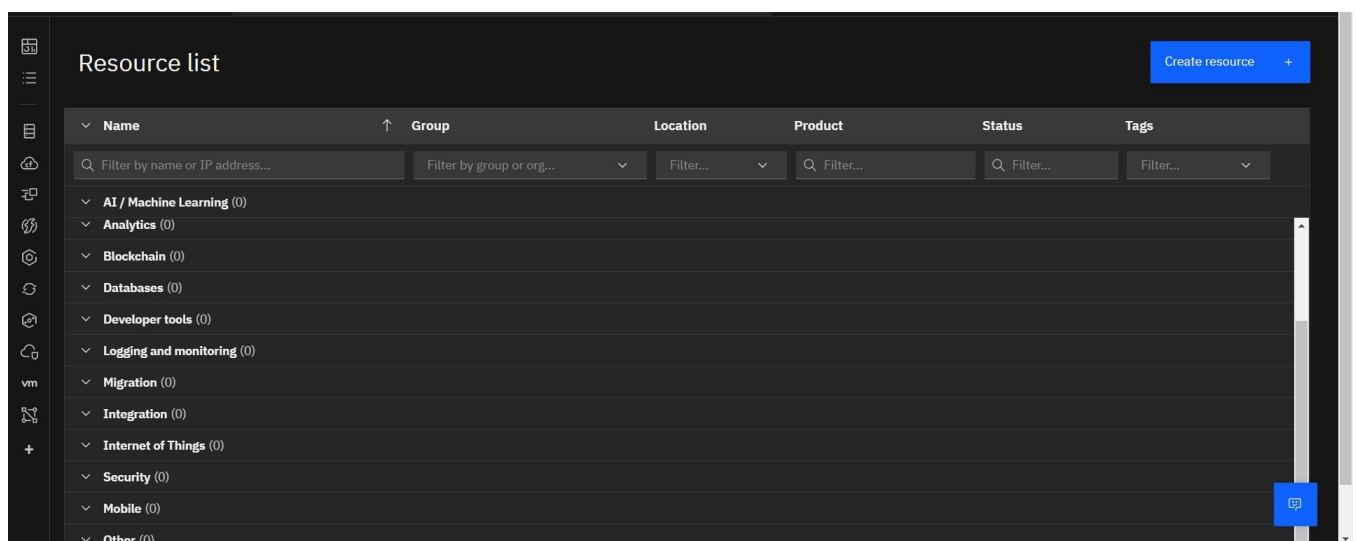 Resource list
Create resource +
Name Group Location Product Status Tags
Filter by name or IP address... Filter by group or org... Filter... Filter... Filter... Filter...
AI / Machine Learning (0)
Analytics (0)
Blockchain (0)
Databases (0)
Developer tools (0)
Logging and monitoring (0)
vm
Migration (0)
Integration (0)
Internet of Things (0)
Security (0)
Mobile (0)
Other (0)